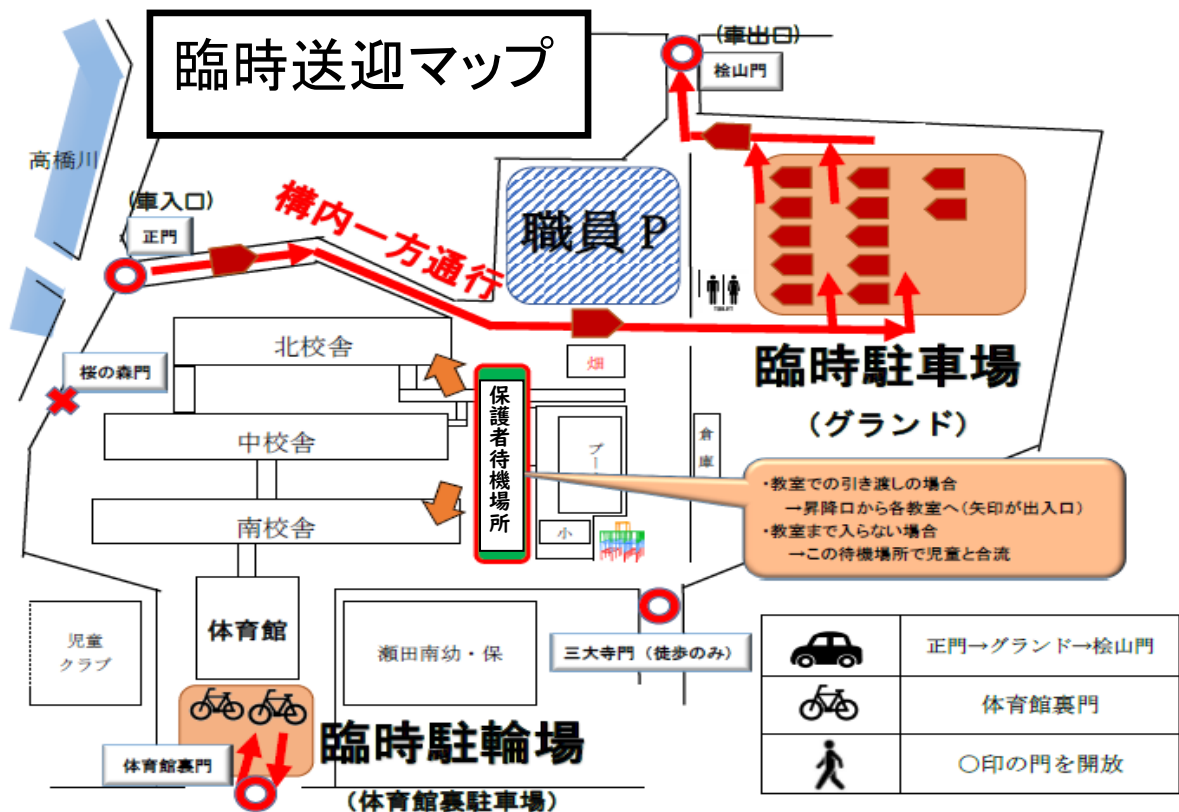 臨時送迎マップ
(車出口)
桧山門
高橋川
(車入口)
正門
構内一方通行
職員 P
TOILET
北校舎
畑
臨時駐車場
(グランド)
桜の森門
保護者待機場所
中校舎
プー
倉庫
・教室での引き渡しの場合
→昇降口から各教室へ(矢印が出入口)
・教室まで入らない場合
→この待機場所で児童と合流
南校舎
小
体育館
児童
クラブ
瀬田南幼・保
三大寺門(徒歩のみ)
正門→グランド→桧山門
体育館裏門
〇印の門を開放
臨時駐輪場
体育館裏門
(体育館裏駐車場)